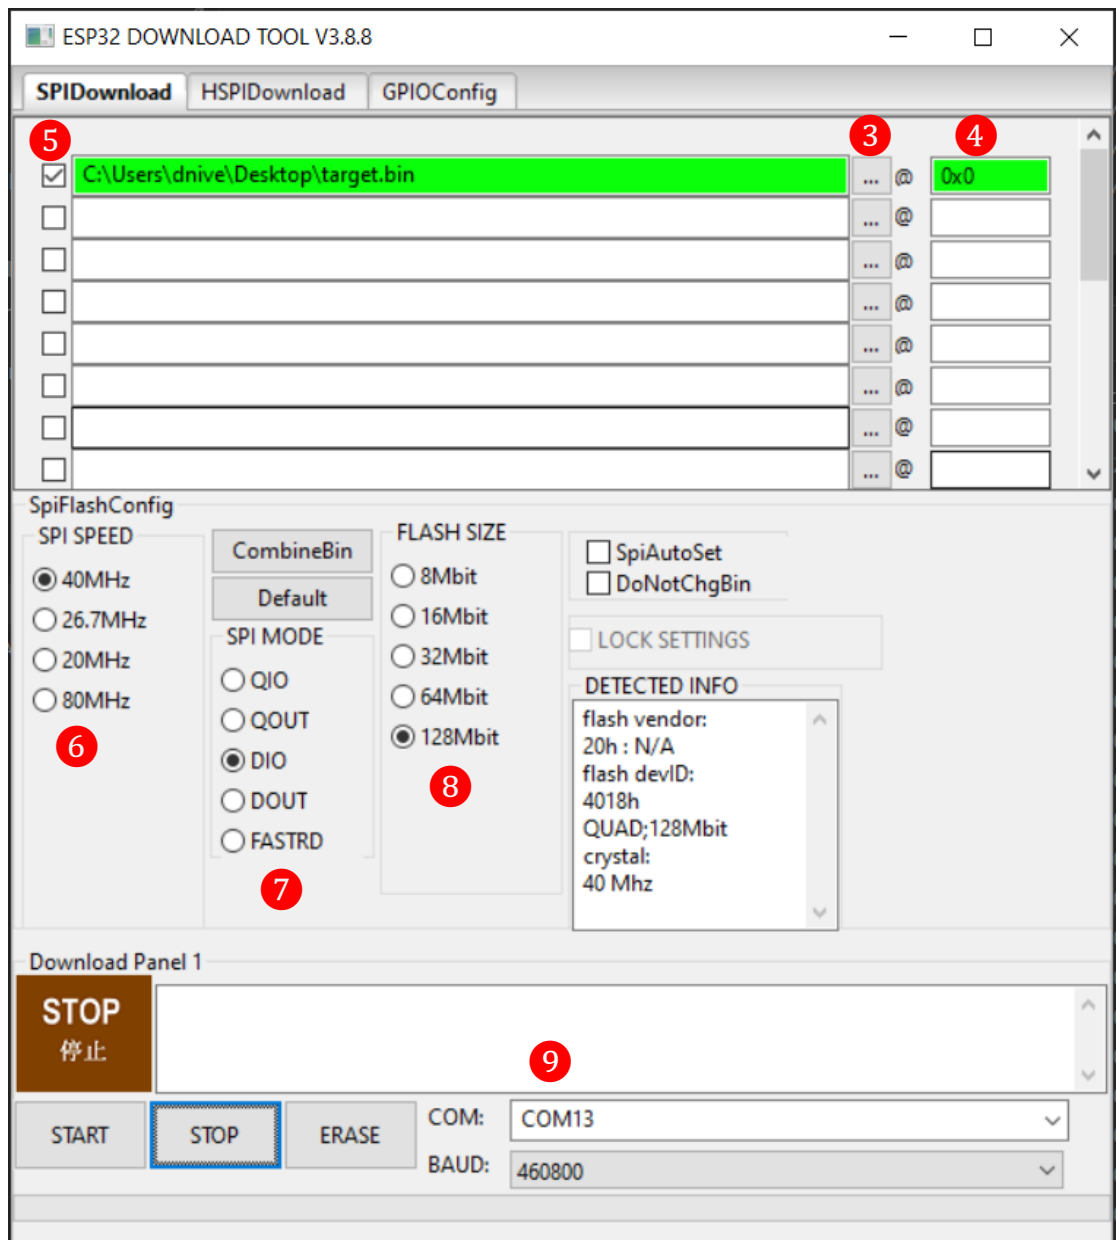 ESP32 DOWNLOAD TOOL V3.8.8
SPIDownload HSPIDownload GPIOConfig
5 3 4
C:\Users\dnive\Desktop\target.bin ... @ 0x0
... @
... @
... @
... @
... @
... @
... @
SpiFlashConfig
SPI SPEED
40MHz
26.7MHz
20MHz
80MHz
6
CombineBin
Default
SPI MODE
QIO
QOUT
DIO
DOUT
FASTRD
7
FLASH SIZE
8Mbit
16Mbit
32Mbit
64Mbit
128Mbit
8
SpiAutoSet
DoNotChgBin
LOCK SETTINGS
DETECTED INFO
flash vendor:
20h : N/A
flash devID:
4018h
QUAD;128Mbit
crystal:
40 Mhz
Download Panel 1
STOP
停止
9
START STOP ERASE
COM: COM13
BAUD: 460800